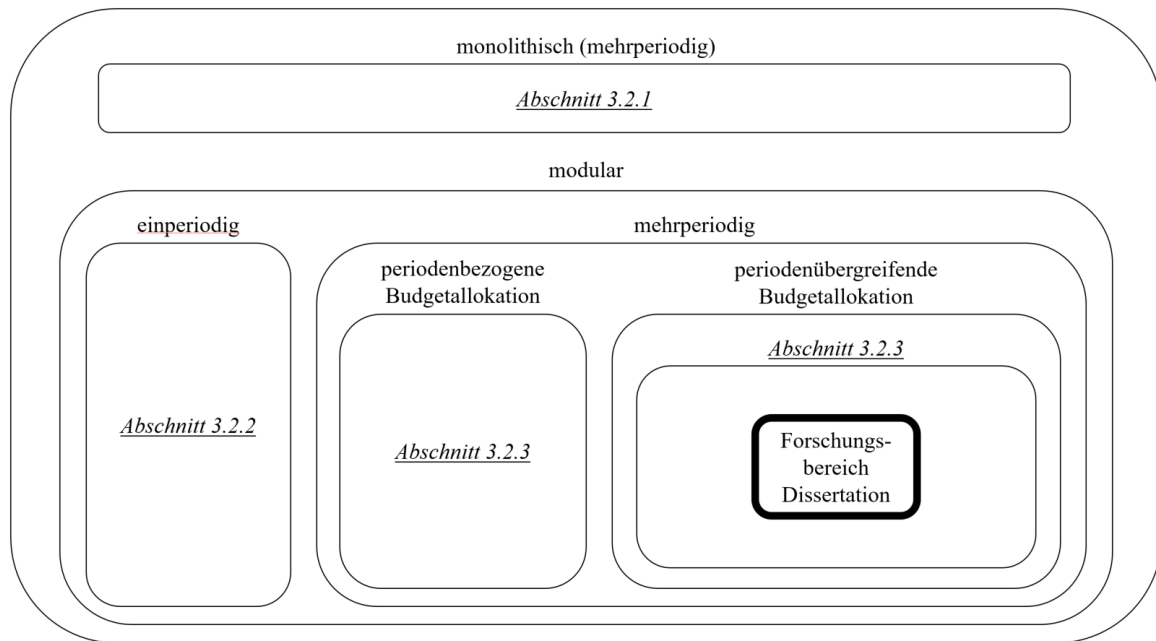 monolithisch (mehrperiodig)
Abschnitt 3.2.1
modular
einperiodig
mehrperiodig
periodenbezogene
Budgetallokation
periodenübergreifende
Budgetallokation
Abschnitt 3.2.3
Abschnitt 3.2.2
Abschnitt 3.2.3
Forschungs-
bereich
Dissertation